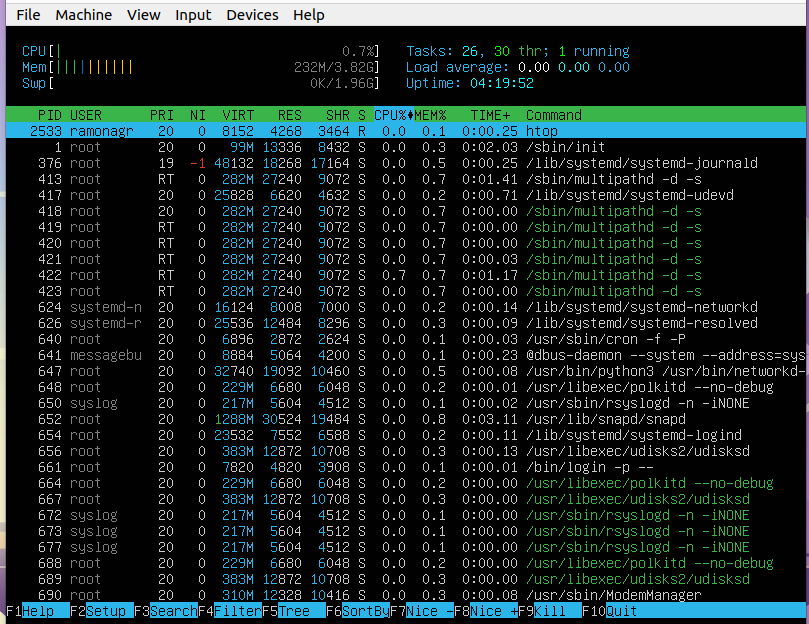 File Machine View Input Devices Help
CPU[| 0.7%] Tasks: 26, 30 thr; 1 running
Mem[||||||||||| 232M/3.82G] Load average: 0.00 0.00 0.00
Swp[ 0K/1.96G] Uptime: 04:19:52
PID USER PRI NI VIRT RES SHR S CPU%♦MEM% TIME+ Command
2533 ramonagr 20 0 8152 4268 3464 R 0.0 0.1 0:00.25 htop
1 root 20 0 99M 13336 8432 S 0.0 0.3 0:02.03 /sbin/init
376 root 19 -1 48132 18268 17164 S 0.0 0.5 0:00.25 /lib/systemd/systemd-journald
413 root RT 0 282M 27240 9072 S 0.0 0.7 0:01.41 /sbin/multipathd -d -s
417 root 20 0 25828 6620 4632 S 0.0 0.2 0:00.71 /lib/systemd/systemd-udevd
418 root 20 0 282M 27240 9072 S 0.0 0.7 0:00.00 /sbin/multipathd -d -s
419 root RT 0 282M 27240 9072 S 0.0 0.7 0:00.00 /sbin/multipathd -d -s
420 root RT 0 282M 27240 9072 S 0.0 0.7 0:00.00 /sbin/multipathd -d -s
421 root RT 0 282M 27240 9072 S 0.0 0.7 0:00.03 /sbin/multipathd -d -s
422 root RT 0 282M 27240 9072 S 0.7 0.7 0:01.17 /sbin/multipathd -d -s
423 root RT 0 282M 27240 9072 S 0.0 0.7 0:00.00 /sbin/multipathd -d -s
624 systemd-n 20 0 16124 8008 7000 S 0.0 0.2 0:00.14 /lib/systemd/systemd-networkd
626 systemd-r 20 0 25536 12484 8296 S 0.0 0.3 0:00.09 /lib/systemd/systemd-resolved
640 root 20 0 6896 2872 2624 S 0.0 0.1 0:00.03 /usr/sbin/cron -f -P
641 messagebu 20 0 8884 5064 4200 S 0.0 0.1 0:00.23 @dbus-daemon --system --address=sys
647 root 20 0 32740 19092 10460 S 0.0 0.5 0:00.08 /usr/bin/python3 /usr/bin/networkd-
648 root 20 0 229M 6680 6048 S 0.0 0.2 0:00.01 /usr/libexec/polkitd --no-debug
650 syslog 20 0 217M 5604 4512 S 0.0 0.1 0:00.02 /usr/sbin/rsyslogd -n -iNONE
652 root 20 0 1288M 30524 19484 S 0.0 0.8 0:03.11 /usr/lib/snapd/snapd
654 root 20 0 23532 7552 6588 S 0.0 0.2 0:00.11 /lib/systemd/systemd-logind
656 root 20 0 383M 12872 10708 S 0.0 0.3 0:00.13 /usr/libexec/udisks2/udisksd
661 root 20 0 7820 4820 3908 S 0.0 0.1 0:00.01 /bin/login -p --
664 root 20 0 229M 6680 6048 S 0.0 0.2 0:00.00 /usr/libexec/polkitd --no-debug
667 root 20 0 383M 12872 10708 S 0.0 0.3 0:00.00 /usr/libexec/udisks2/udisksd
672 syslog 20 0 217M 5604 4512 S 0.0 0.1 0:00.00 /usr/sbin/rsyslogd -n -iNONE
673 syslog 20 0 217M 5604 4512 S 0.0 0.1 0:00.00 /usr/sbin/rsyslogd -n -iNONE
677 syslog 20 0 217M 5604 4512 S 0.0 0.1 0:00.00 /usr/sbin/rsyslogd -n -iNONE
688 root 20 0 229M 6680 6048 S 0.0 0.2 0:00.00 /usr/libexec/polkitd --no-debug
689 root 20 0 383M 12872 10708 S 0.0 0.3 0:00.00 /usr/libexec/udisks2/udisksd
690 root 20 0 310M 12328 10416 S 0.0 0.3 0:00.08 /usr/sbin/ModemManager
F1Help F2Setup F3SearchF4FilterF5Tree F6SortByF7Nice -F8Nice +F9Kill F10Quit